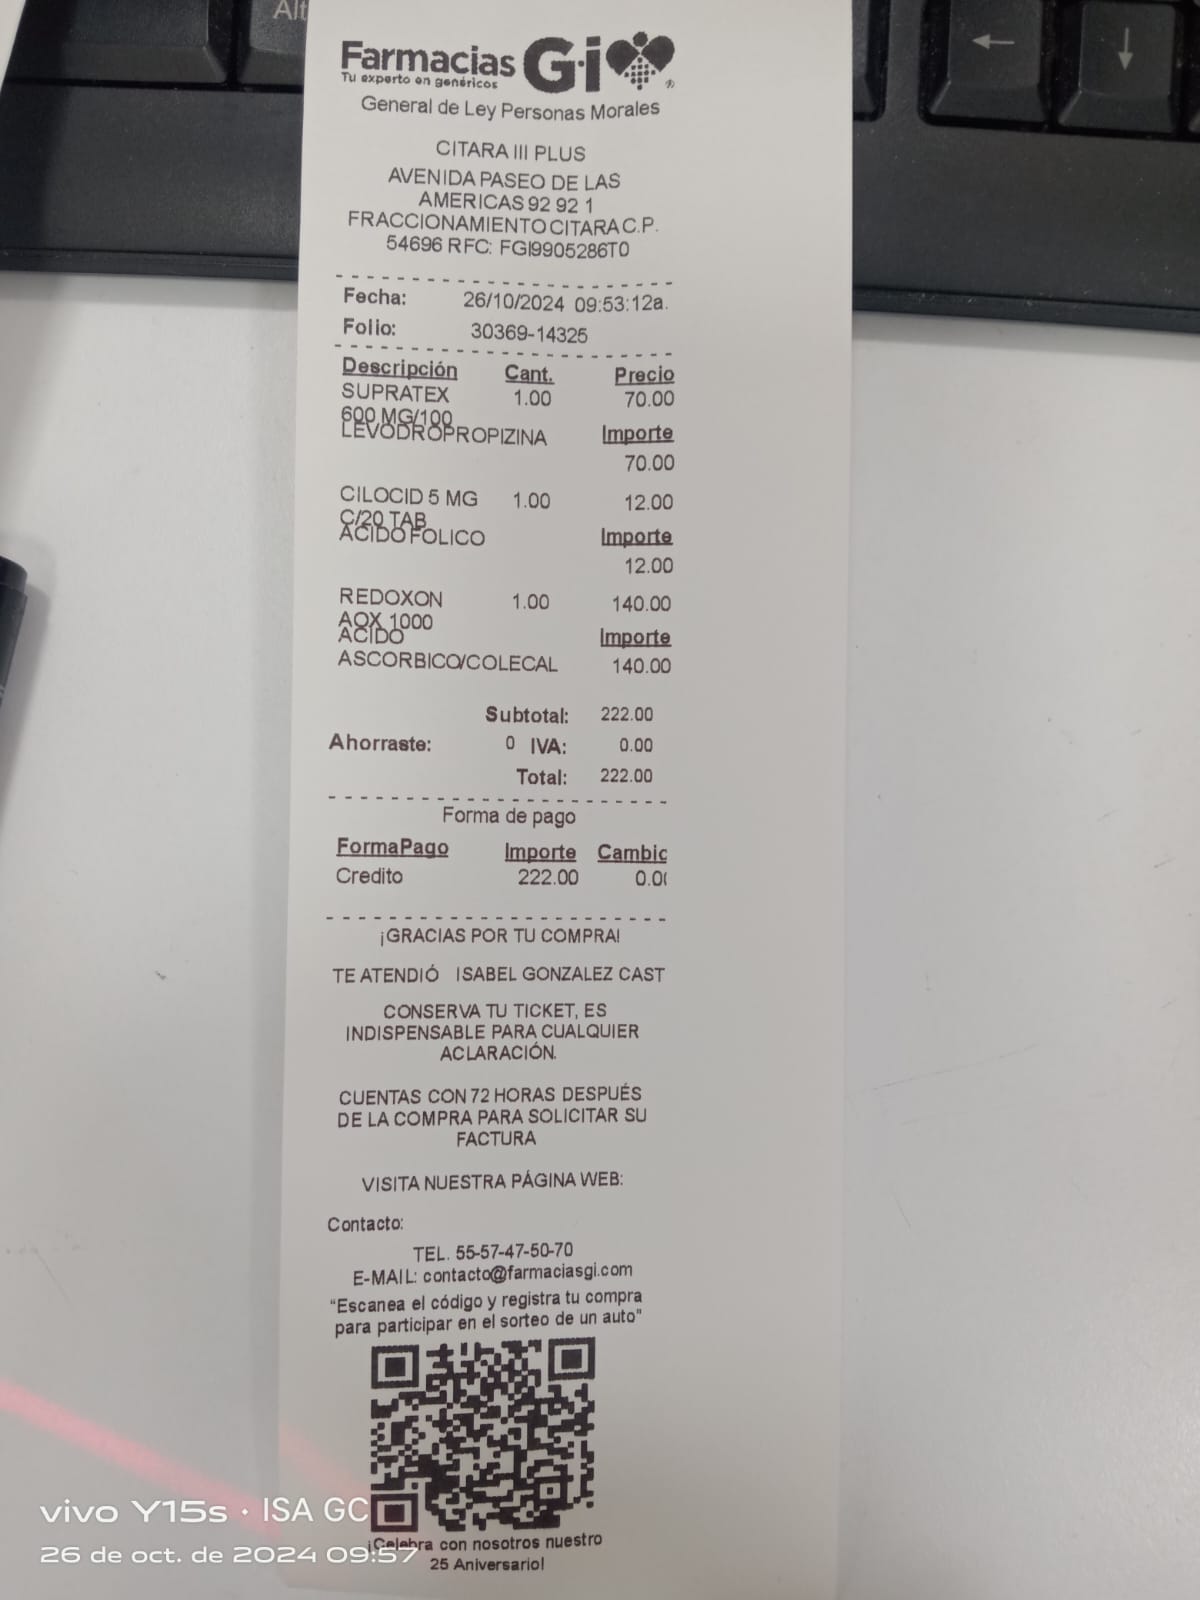 Alt
←
↓
Farmacias Gi
Tu experto en genéricos
General de Ley Personas Morales
CITARA III PLUS
AVENIDA PASEO DE LAS
AMERICAS 92 92 1
FRACCIONAMIENTO CITARA C.P.
54696 RFC: FGI9905286T0
Fecha: 26/10/2024 09:53:12a.
Folio: 30369-14325
Descripción Cant. Precio
SUPRATEX 1.00 70.00
600 MG/100
LEVODROPROPIZINA Importe
70.00
CILOCID 5 MG 1.00 12.00
C/20 TAB
ACIDO FOLICO Importe
12.00
REDOXON 1.00 140.00
AOX 1000
ACIDO Importe
ASCORBICO/COLECAL 140.00
Subtotal: 222.00
Ahorraste: 0 IVA: 0.00
Total: 222.00
Forma de pago
FormaPago Importe Cambio
Credito 222.00 0.00
¡GRACIAS POR TU COMPRA!
TE ATENDIÓ ISABEL GONZALEZ CAST
CONSERVA TU TICKET, ES
INDISPENSABLE PARA CUALQUIER
ACLARACIÓN.
CUENTAS CON 72 HORAS DESPUÉS
DE LA COMPRA PARA SOLICITAR SU
FACTURA
VISITA NUESTRA PÁGINA WEB:
Contacto:
TEL. 55-57-47-50-70
E-MAIL: contacto@farmaciasgi.com
"Escanea el código y registra tu compra
para participar en el sorteo de un auto"
¡Celebra con nosotros nuestro
25 Aniversario!
vivo Y15s · ISA GC
26 de oct. de 2024 09:57